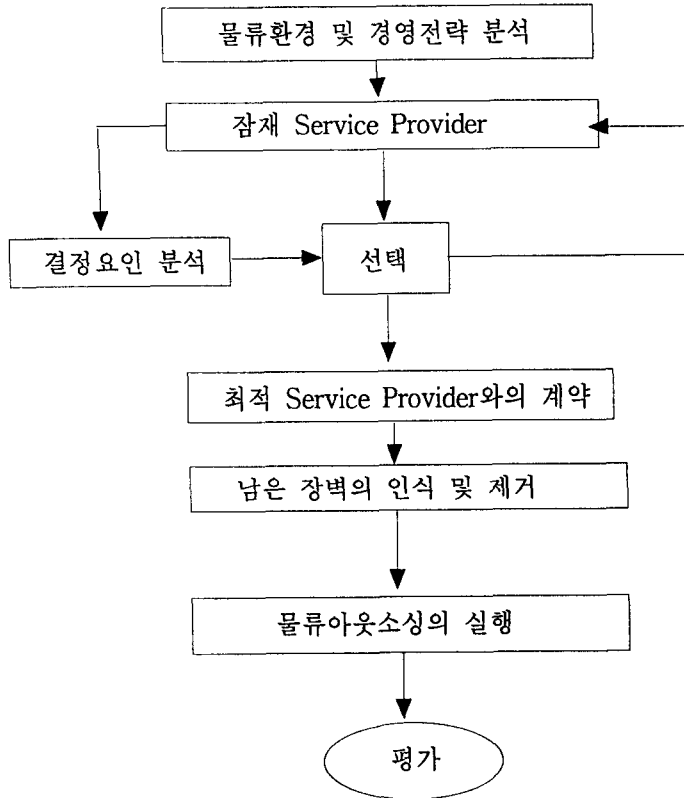 물류환경 및 경영전략 분석
잠재 Service Provider
결정요인 분석
선택
최적 Service Provider와의 계약
남은 장벽의 인식 및 제거
물류아웃소싱의 실행
평가